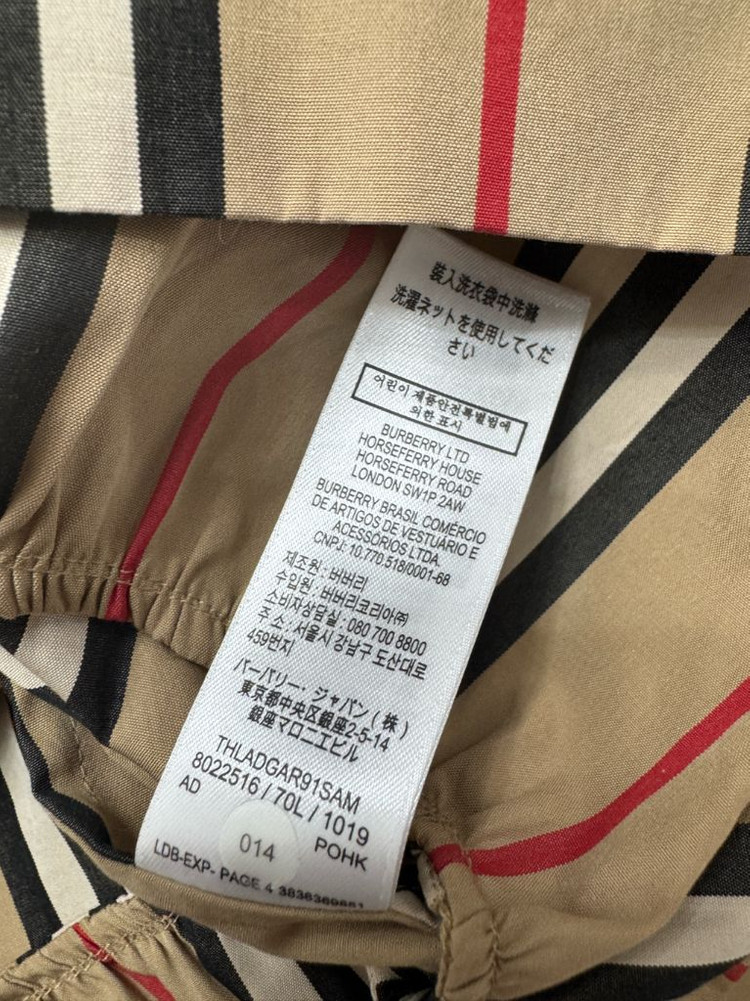 裝入洗衣袋中洗滌
洗濯ネットを使用してくだ
さい
어린이 제품안전특별법에
의한 표시
BURBERRY LTD
HORSEFERRY HOUSE
HORSEFERRY ROAD
LONDON SW1P 2AW
BURBERRY BRASIL COMÉRCIO
DE ARTIGOS DE VESTUÁRIO E
ACESSÓRIOS LTDA.
CNPJ: 10.770.518/0001-68
제조원 : 버버리
수입원 : 버버리코리아㈜
소비자상담실 : 080 700 8800
주 소 : 서울시 강남구 도산대로
459번지
バーバリー・ジャパン(株)
東京都中央区銀座2-5-14
銀座マロニエビル
THLADGAR91SAM
8022516 / 70L / 1019
AD
014
POHK
LDB-EXP- PAGE 4